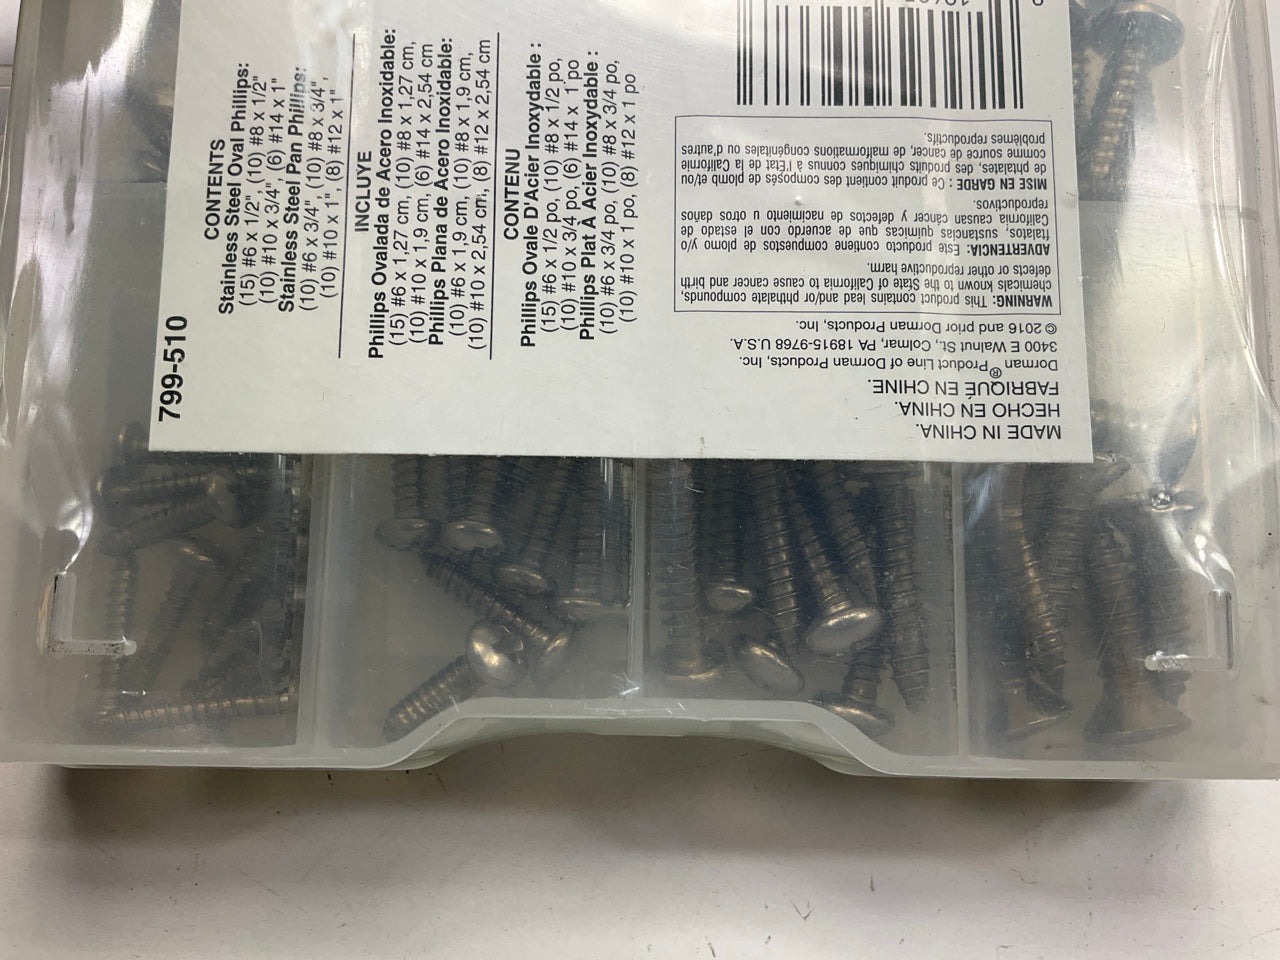 799-510
CONTENTS
Stainless Steel Oval Phillips:
(15) #6 x 1/2", (10) #8 x 1/2"
(10) #10 x 3/4", (6) #14 x 1"
Stainless Steel Pan Phillips:
(10) #6 x 3/4", (10) #8 x 3/4",
(10) #10 x 1", (8) #12 x 1"
INCLUYE
Phillips Ovalada de Acero Inoxidable:
(15) #6 x 1,27 cm, (10) #8 x 1,27 cm,
(10) #10 x 1,9 cm, (6) #14 x 2,54 cm
Phillips Plana de Acero Inoxidable:
(10) #6 x 1,9 cm, (10) #8 x 1,9 cm,
(10) #10 x 2,54 cm, (8) #12 x 2,54 cm
CONTENU
Phillips Ovale D'Acier Inoxydable :
(15) #6 x 1/2 po, (10) #8 x 1/2 po,
(10) #10 x 3/4 po, (6) #14 x 1 po
Phillips Plat À Acier Inoxydable :
(10) #6 x 3/4 po, (10) #8 x 3/4 po,
(10) #10 x 1 po, (8) #12 x 1 po
MADE IN CHINA.
HECHO EN CHINA.
FABRIQUÉ EN CHINE.
Dorman® Product Line of Dorman Products, Inc.
3400 E Walnut St., Colmar, PA 18915-9768 U.S.A.
© 2016 and prior Dorman Products, Inc.
WARNING: This product contains lead and/or phthalate compounds,
chemicals known to the State of California to cause cancer and birth
defects or other reproductive harm.
ADVERTENCIA: Este producto contiene compuestos de plomo y/o
ftalatos, sustancias químicas que de acuerdo con el estado de
California causan cáncer y defectos de nacimiento u otros daños
reproductivos.
MISE EN GARDE : Ce produit contient des composés de plomb et/ou
de phtalates, des produits chimiques connus à l'État de la Californie
comme source de cancer, de malformations congénitales ou d'autres
problèmes reproductifs.